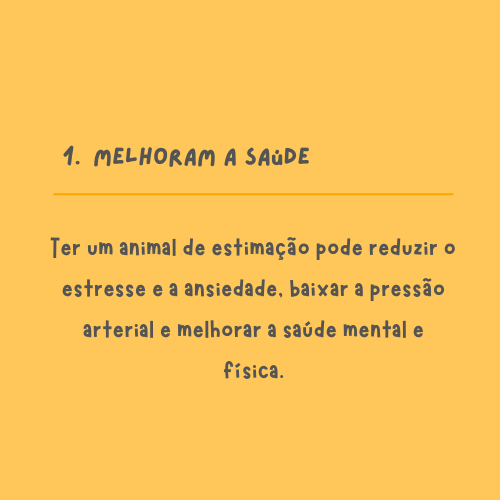 1. MELHORAM A SAÚDE
Ter um animal de estimação pode reduzir o
estresse e a ansiedade, baixar a pressão
arterial e melhorar a saúde mental e
física.